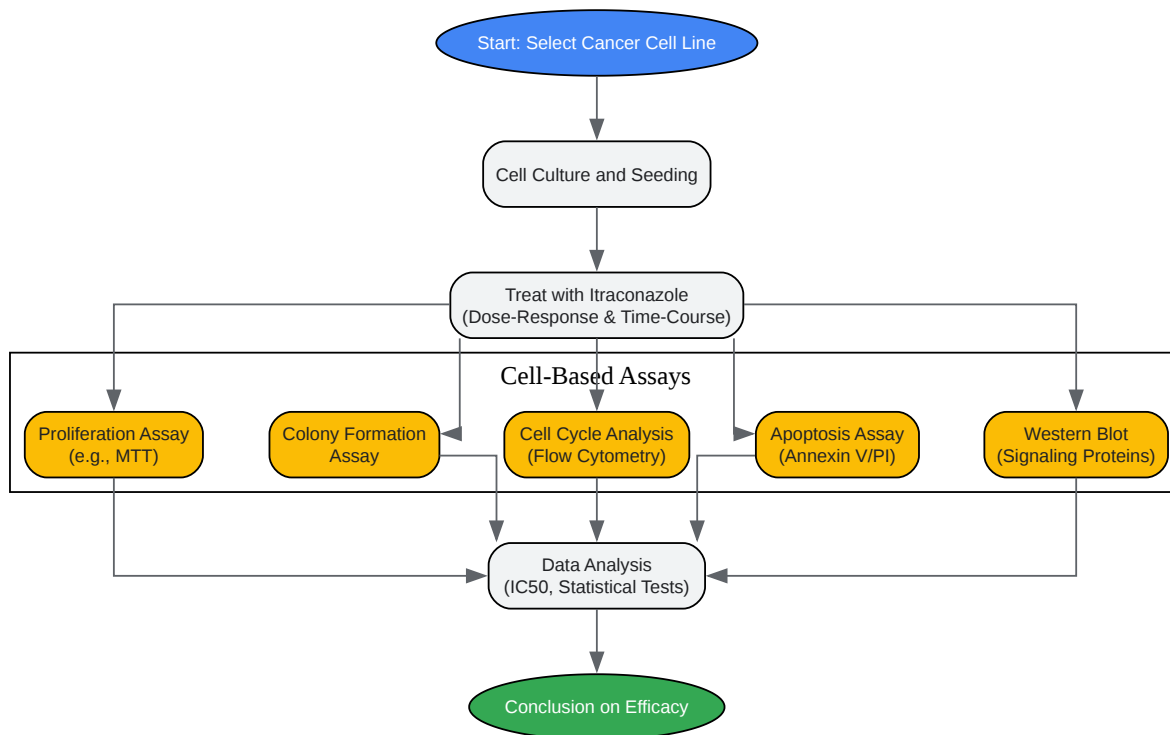 Start: Select Cancer Cell Line
Cell Culture and Seeding
Treat with Itraconazole
(Dose-Response & Time-Course)
Cell-Based Assays
Proliferation Assay
(e.g., MTT)
Colony Formation
Assay
Cell Cycle Analysis
(Flow Cytometry)
Apoptosis Assay
(Annexin V/PI)
Western Blot
(Signaling Proteins)
Data Analysis
(IC50, Statistical Tests)
Conclusion on Efficacy